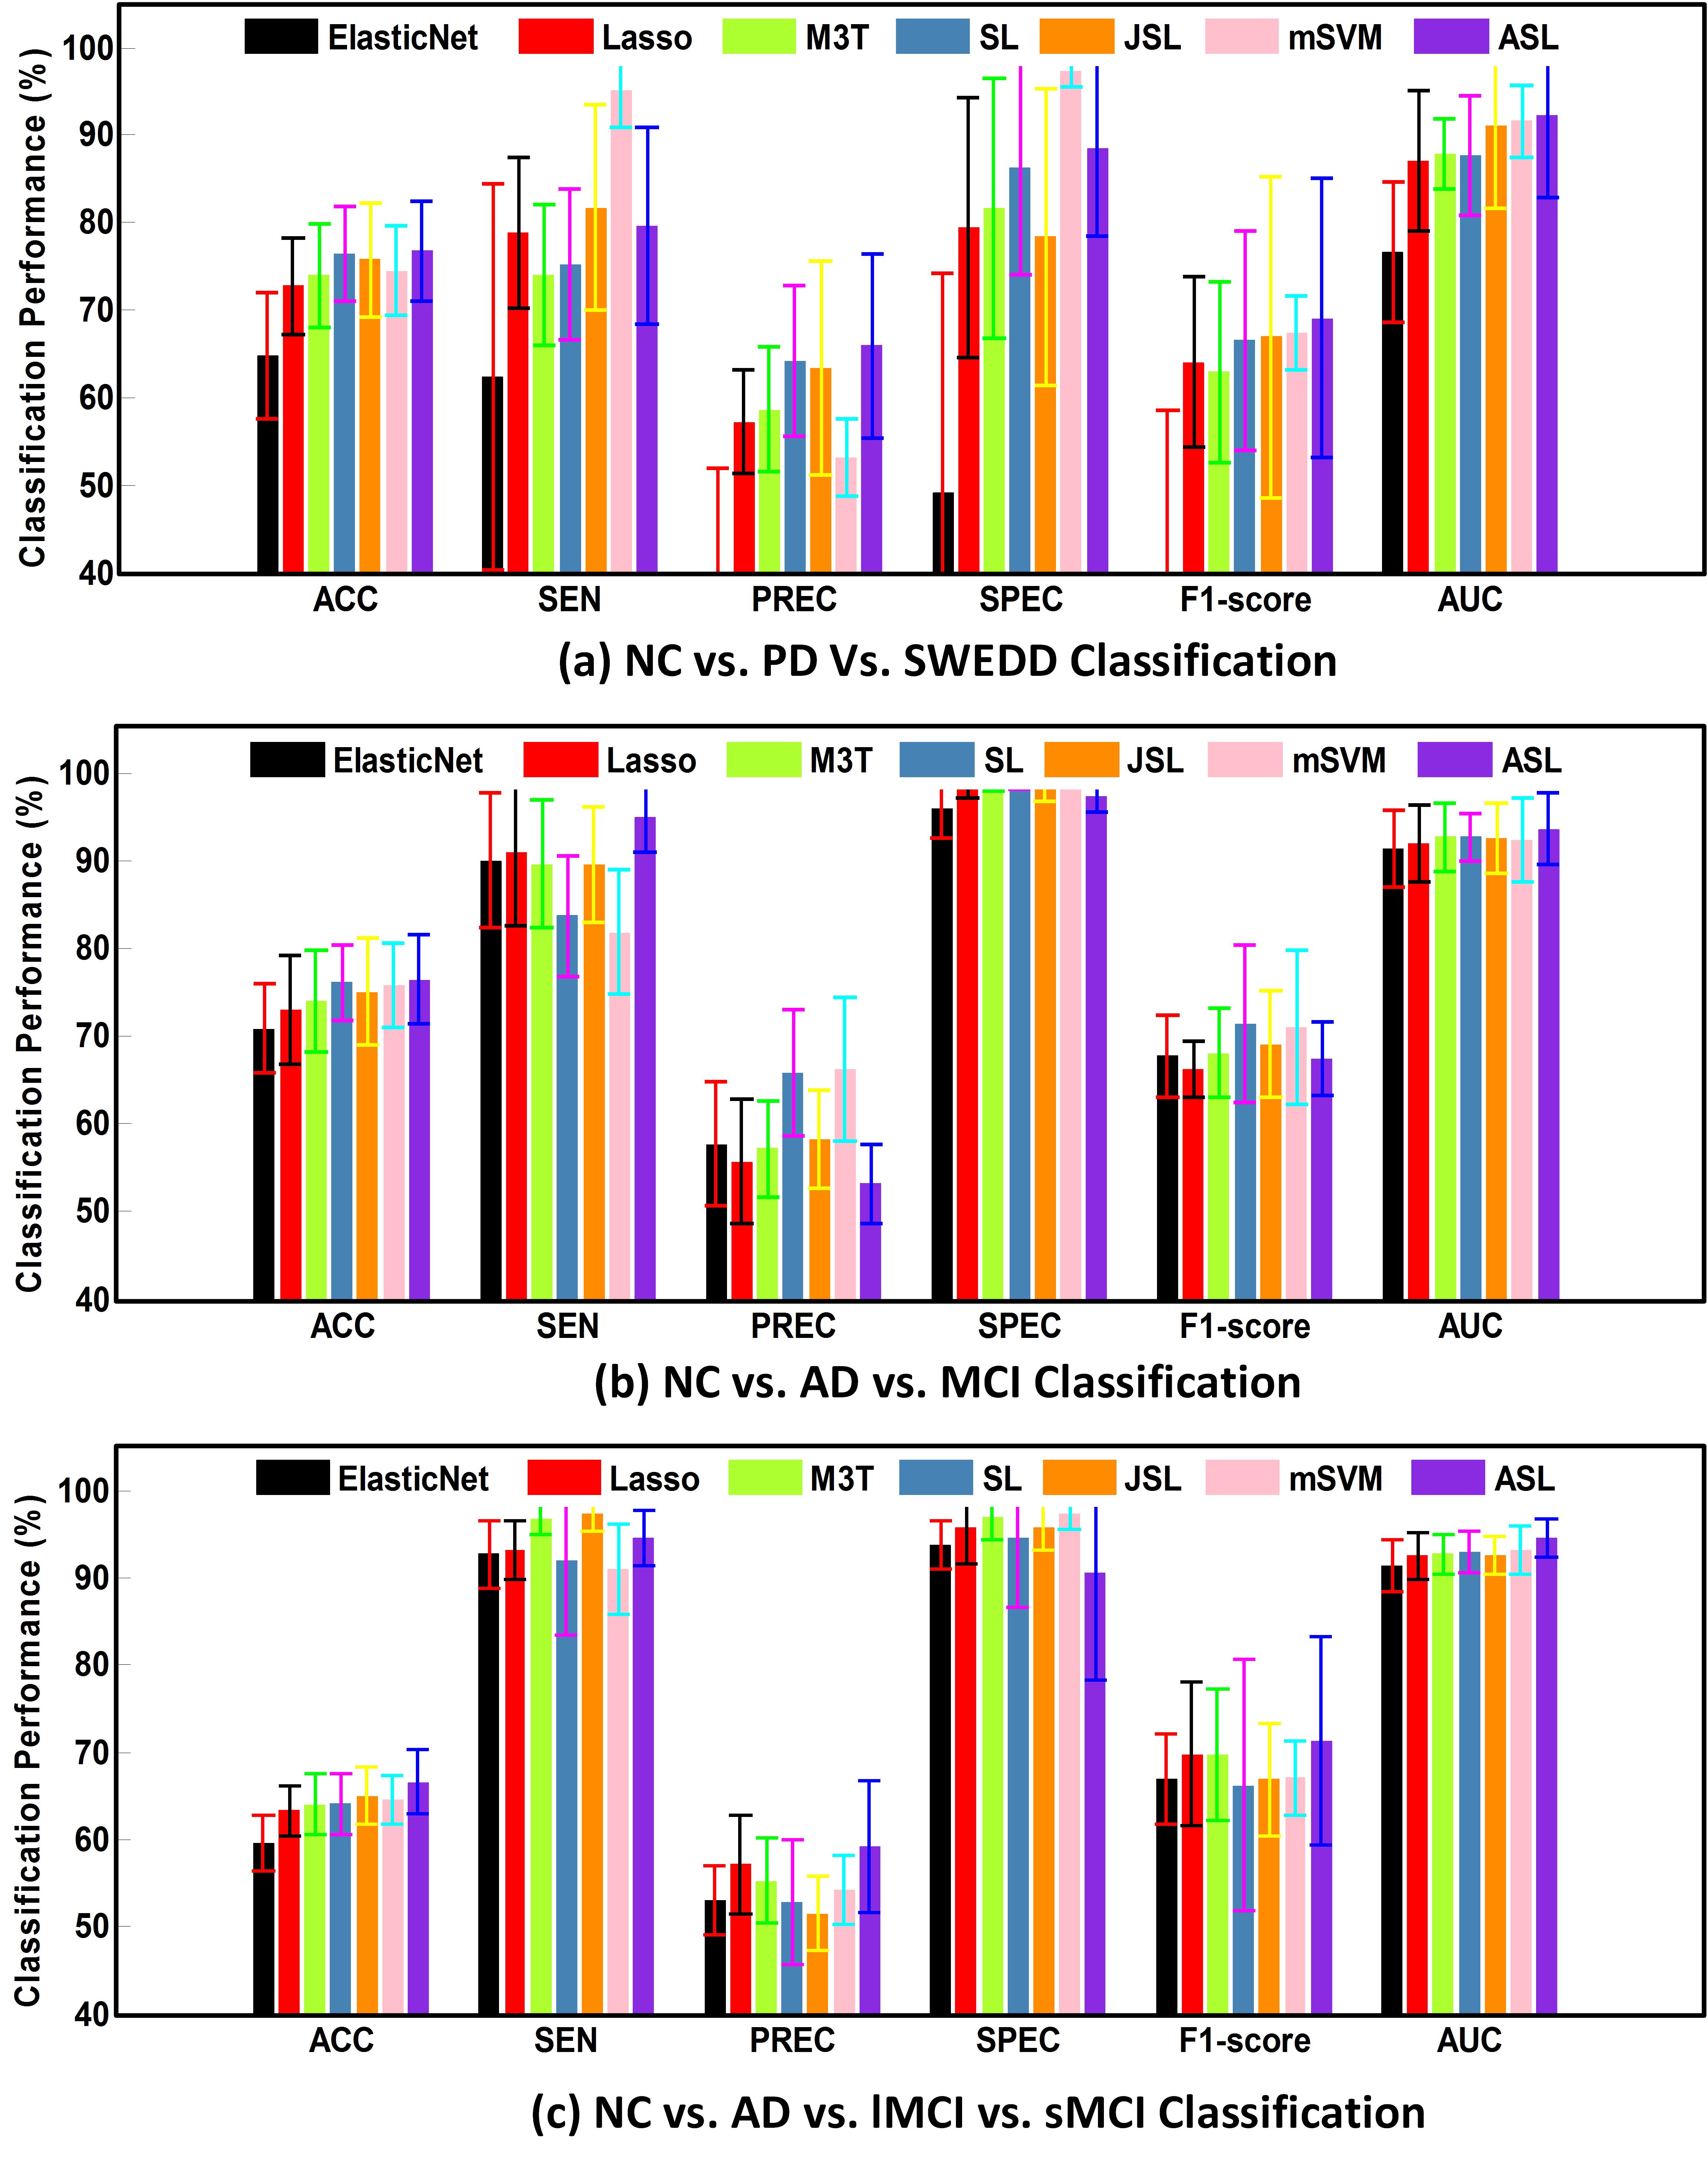 ElasticNet Lasso M3T SL JSL mSVM ASL
Classification Performance (%)
100
90
80
70
60
50
40
ACC SEN PREC SPEC F1-score AUC
(a) NC vs. PD Vs. SWEDD Classification
ElasticNet Lasso M3T SL JSL mSVM ASL
Classification Performance (%)
100
90
80
70
60
50
40
ACC SEN PREC SPEC F1-score AUC
(b) NC vs. AD vs. MCI Classification
ElasticNet Lasso M3T SL JSL mSVM ASL
Classification Performance (%)
100
90
80
70
60
50
40
ACC SEN PREC SPEC F1-score AUC
(c) NC vs. AD vs. lMCI vs. sMCI Classification